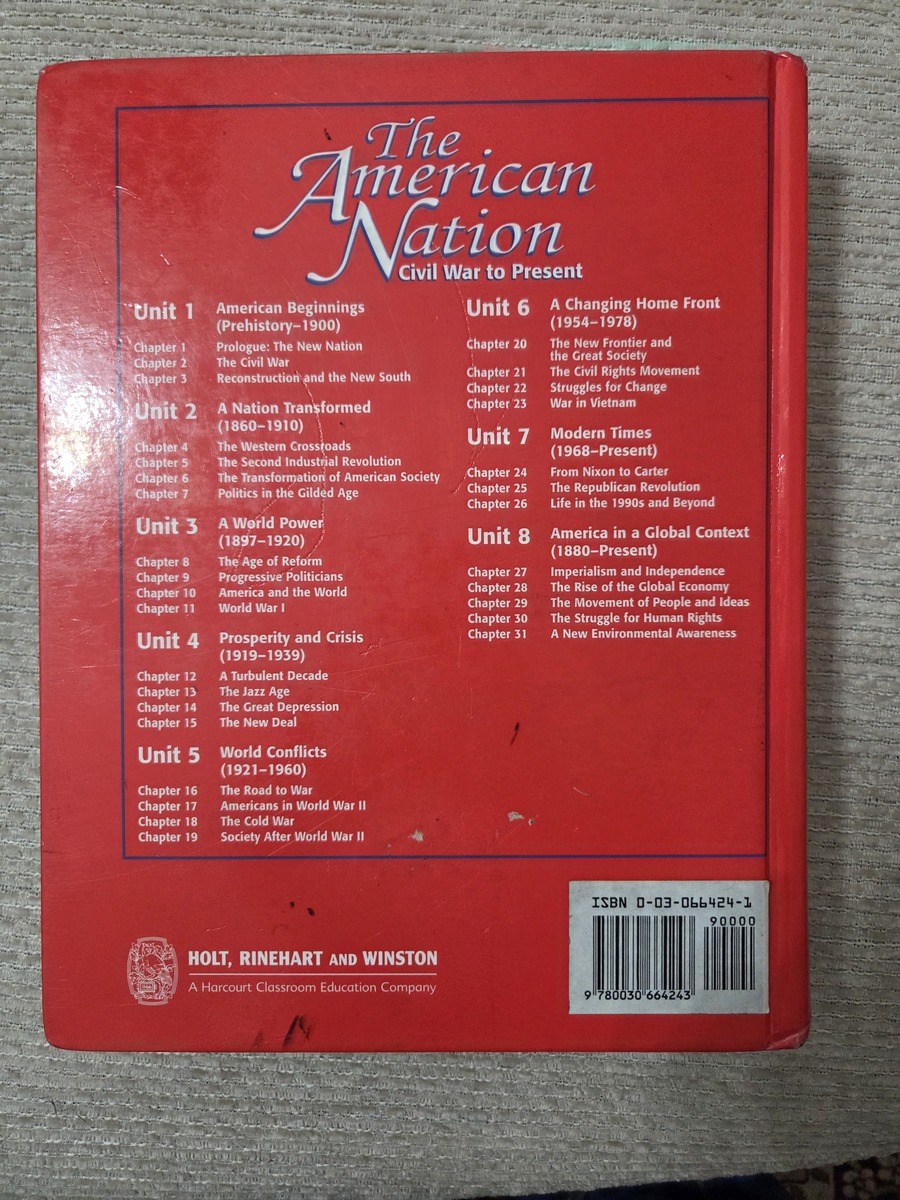 The
American
Nation
Civil War to Present
Unit 1 American Beginnings
(Prehistory–1900)
Chapter 1 Prologue: The New Nation
Chapter 2 The Civil War
Chapter 3 Reconstruction and the New South
Unit 2 A Nation Transformed
(1860–1910)
Chapter 4 The Western Crossroads
Chapter 5 The Second Industrial Revolution
Chapter 6 The Transformation of American Society
Chapter 7 Politics in the Gilded Age
Unit 3 A World Power
(1897–1920)
Chapter 8 The Age of Reform
Chapter 9 Progressive Politicians
Chapter 10 America and the World
Chapter 11 World War I
Unit 4 Prosperity and Crisis
(1919–1939)
Chapter 12 A Turbulent Decade
Chapter 13 The Jazz Age
Chapter 14 The Great Depression
Chapter 15 The New Deal
Unit 5 World Conflicts
(1921–1960)
Chapter 16 The Road to War
Chapter 17 Americans in World War II
Chapter 18 The Cold War
Chapter 19 Society After World War II
Unit 6 A Changing Home Front
(1954–1978)
Chapter 20 The New Frontier and
the Great Society
Chapter 21 The Civil Rights Movement
Chapter 22 Struggles for Change
Chapter 23 War in Vietnam
Unit 7 Modern Times
(1968–Present)
Chapter 24 From Nixon to Carter
Chapter 25 The Republican Revolution
Chapter 26 Life in the 1990s and Beyond
Unit 8 America in a Global Context
(1880–Present)
Chapter 27 Imperialism and Independence
Chapter 28 The Rise of the Global Economy
Chapter 29 The Movement of People and Ideas
Chapter 30 The Struggle for Human Rights
Chapter 31 A New Environmental Awareness
HOLT, RINEHART AND WINSTON
A Harcourt Classroom Education Company
ISBN 0-03-066424-1
90000
9 780030 664243